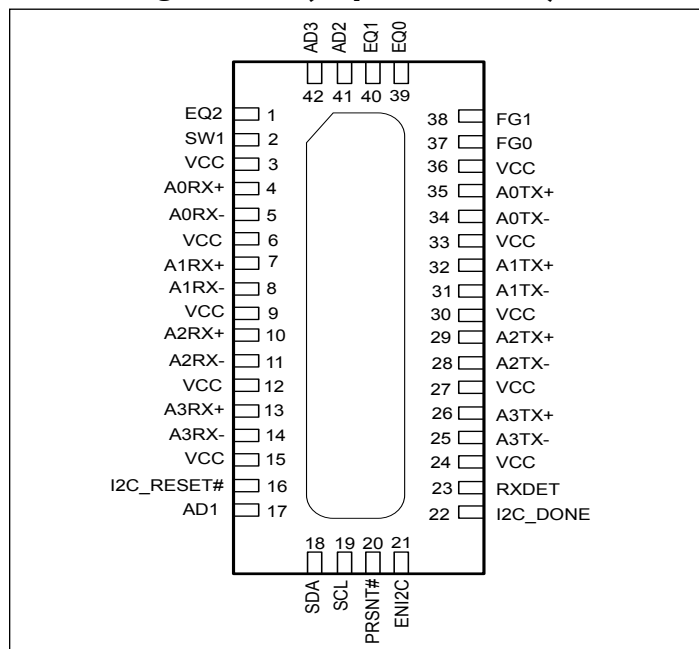 AD3 AD2 EQ1 EQ0
42 41 40 39
EQ2 1
SW1 2
VCC 3
A0RX+ 4
A0RX- 5
VCC 6
A1RX+ 7
A1RX- 8
VCC 9
A2RX+ 10
A2RX- 11
VCC 12
A3RX+ 13
A3RX- 14
VCC 15
I2C_RESET# 16
AD1 17
38 FG1
37 FG0
36 VCC
35 A0TX+
34 A0TX-
33 VCC
32 A1TX+
31 A1TX-
30 VCC
29 A2TX+
28 A2TX-
27 VCC
26 A3TX+
25 A3TX-
24 VCC
23 RXDET
22 I2C_DONE
18 19 20 21
SDA SCL PRSNT# ENI2C